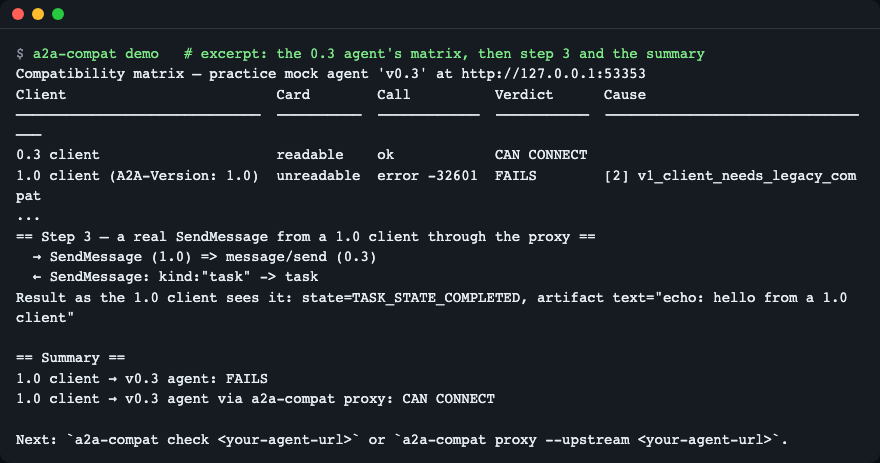 $ a2a-compat demo   # excerpt: the 0.3 agent's matrix, then step 3 and the summary
Compatibility matrix — practice mock agent 'v0.3' at http://127.0.0.1:53353
Client                         Card        Call          Verdict      Cause
0.3 client                     readable    ok            CAN CONNECT
1.0 client (A2A-Version: 1.0)  unreadable  error -32601  FAILS        [2] v1_client_needs_legacy_com
pat
...
== Step 3 — a real SendMessage from a 1.0 client through the proxy ==
  → SendMessage (1.0) => message/send (0.3)
  ← SendMessage: kind:"task" -> task
Result as the 1.0 client sees it: state=TASK_STATE_COMPLETED, artifact text="echo: hello from a 1.0
client"
== Summary ==
1.0 client → v0.3 agent: FAILS
1.0 client → v0.3 agent via a2a-compat proxy: CAN CONNECT
Next: `a2a-compat check <your-agent-url>` or `a2a-compat proxy --upstream <your-agent-url>`.